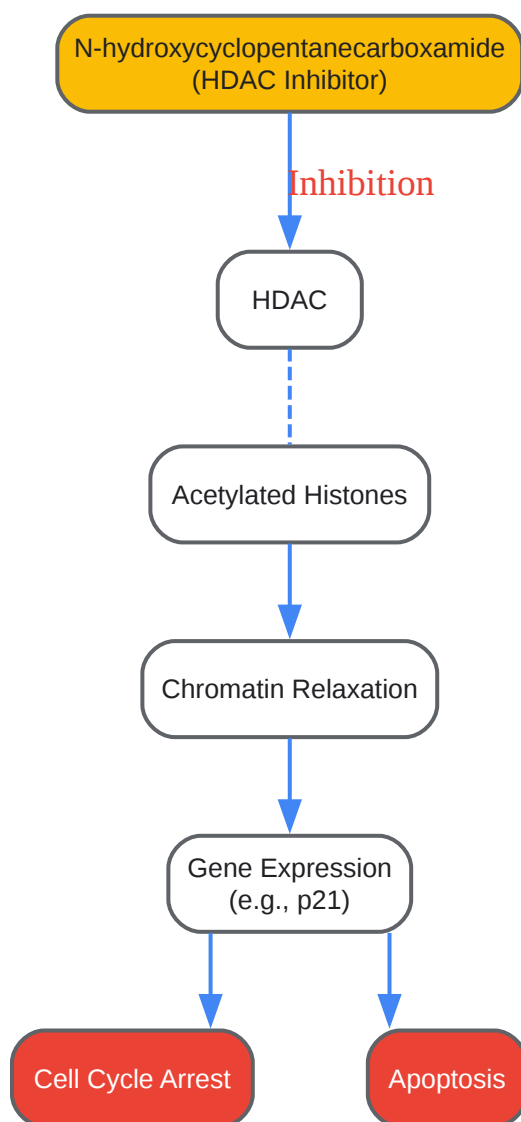 N-hydroxycyclopentanecarboxamide
(HDAC Inhibitor)
Inhibition
HDAC
Acetylated Histones
Chromatin Relaxation
Gene Expression
(e.g., p21)
Cell Cycle Arrest
Apoptosis